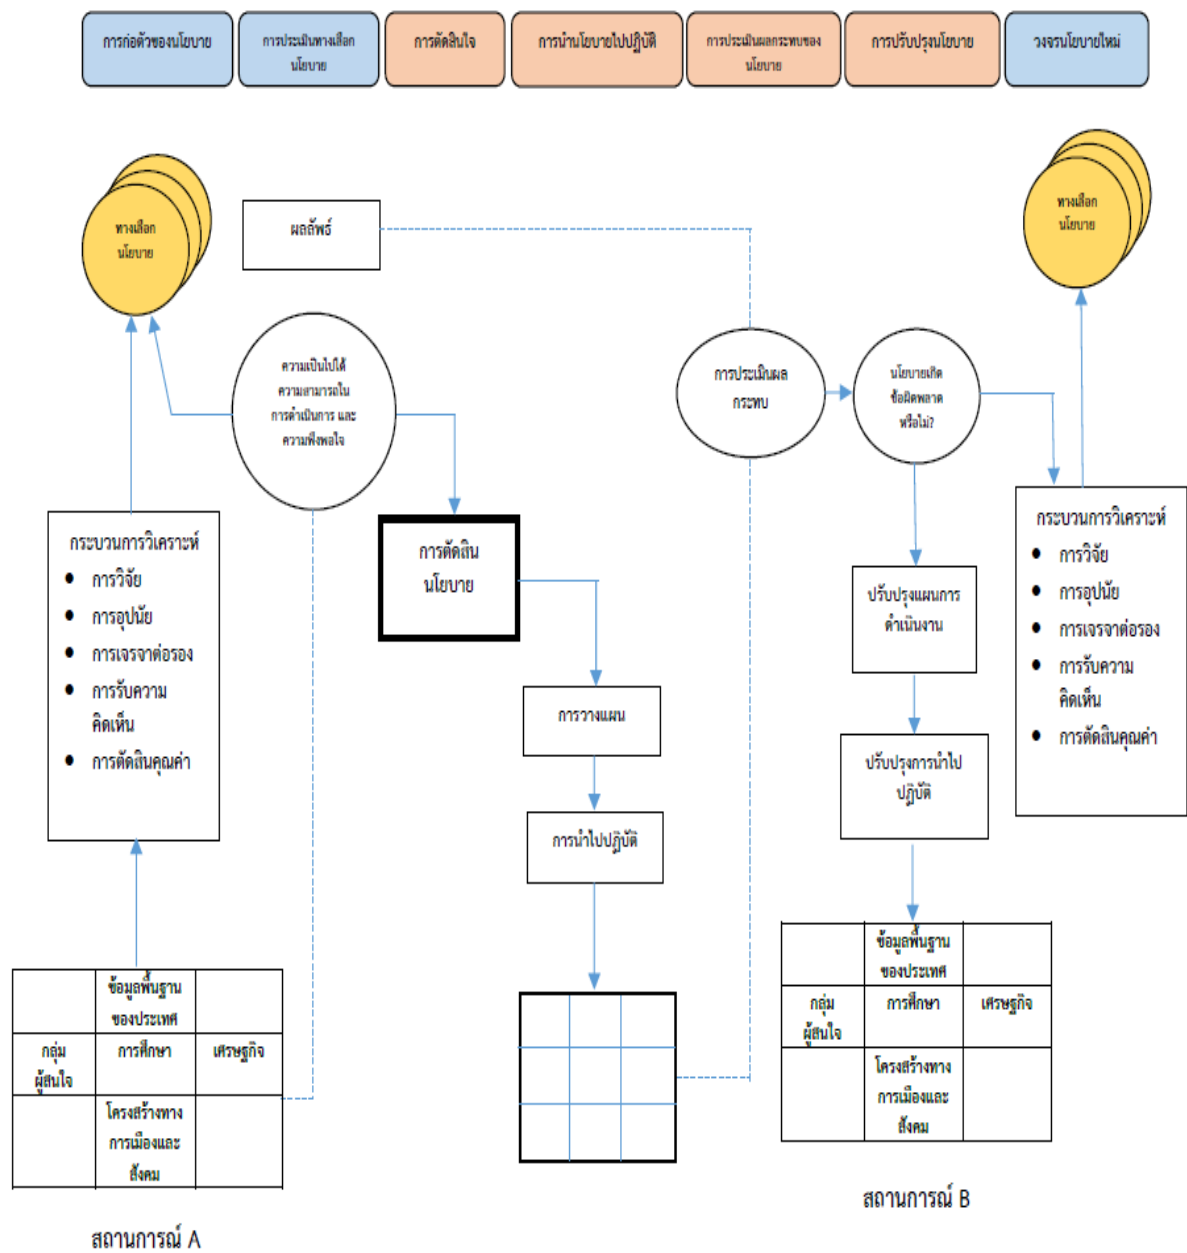 การก่อตัวของนโยบาย
การประเมินทางเลือก
นโยบาย
การตัดสินใจ
การนำนโยบายไปปฏิบัติ
การประเมินผลกระทบของ
นโยบาย
การปรับปรุงนโยบาย
วงจรนโยบายใหม่
ทางเลือก
นโยบาย
ผลลัพธ์
ทางเลือก
นโยบาย
ความเป็นไปได้
ความสามารถใน
การดำเนินการ และ
ความพึงพอใจ
การประเมินผล
กระทบ
นโยบายเกิด
ข้อผิดพลาด
หรือไม่?
กระบวนการวิเคราะห์
● การวิจัย
● การอุปนัย
● การเจรจาต่อรอง
● การรับความ
คิดเห็น
● การตัดสินคุณค่า
การตัดสิน
นโยบาย
การวางแผน
การนำไปปฏิบัติ
ปรับปรุงแผนการ
ดำเนินงาน
ปรับปรุงการนำไป
ปฏิบัติ
กระบวนการวิเคราะห์
● การวิจัย
● การอุปนัย
● การเจรจาต่อรอง
● การรับความ
คิดเห็น
● การตัดสินคุณค่า
ข้อมูลพื้นฐาน
ของประเทศ
กลุ่ม
ผู้สนใจ
การศึกษา
เศรษฐกิจ
โครงสร้างทาง
การเมืองและ
สังคม
สถานการณ์ A
ข้อมูลพื้นฐาน
ของประเทศ
กลุ่ม
ผู้สนใจ
การศึกษา
เศรษฐกิจ
โครงสร้างทาง
การเมืองและ
สังคม
สถานการณ์ B